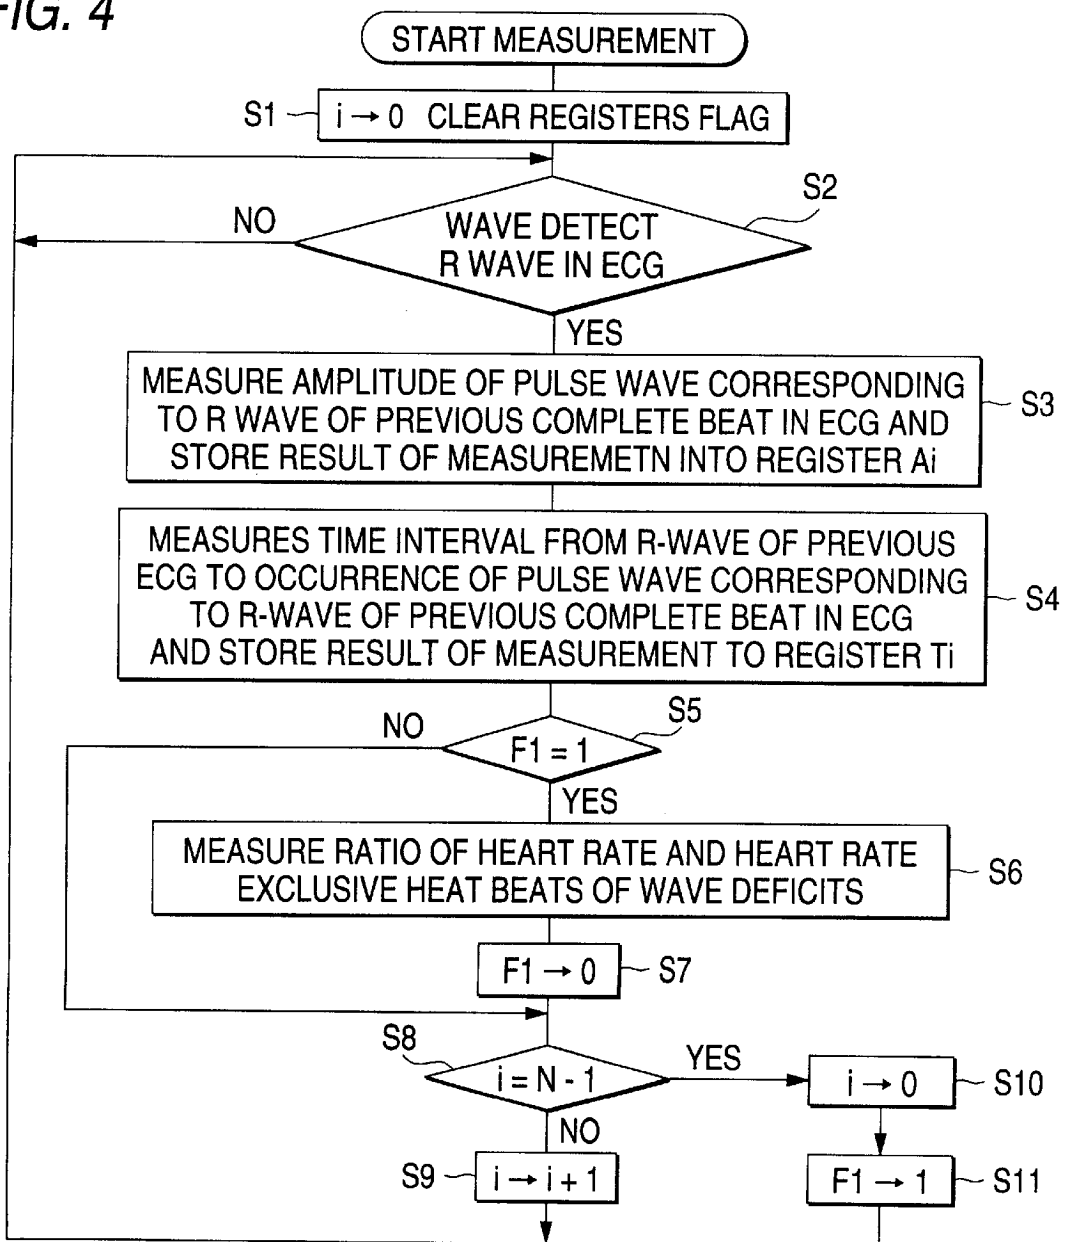 FIG. 4
START MEASUREMENT
S1
i → 0 CLEAR REGISTERS FLAG
S2
NO
WAVE DETECT
R WAVE IN ECG
YES
MEASURE AMPLITUDE OF PULSE WAVE CORRESPONDING
TO R WAVE OF PREVIOUS COMPLETE BEAT IN ECG AND
STORE RESULT OF MEASUREMETN INTO REGISTER Ai
S3
MEASURES TIME INTERVAL FROM R-WAVE OF PREVIOUS
ECG TO OCCURRENCE OF PULSE WAVE CORRESPONDING
TO R-WAVE OF PREVIOUS COMPLETE BEAT IN ECG
AND STORE RESULT OF MEASUREMENT TO REGISTER Ti
S4
S5
NO
F1 = 1
YES
MEASURE RATIO OF HEART RATE AND HEART RATE
EXCLUSIVE HEAT BEATS OF WAVE DEFICITS
S6
F1 → 0
S7
S8
i = N - 1
YES
i → 0
S10
NO
S9
i → i + 1
F1 → 1
S11